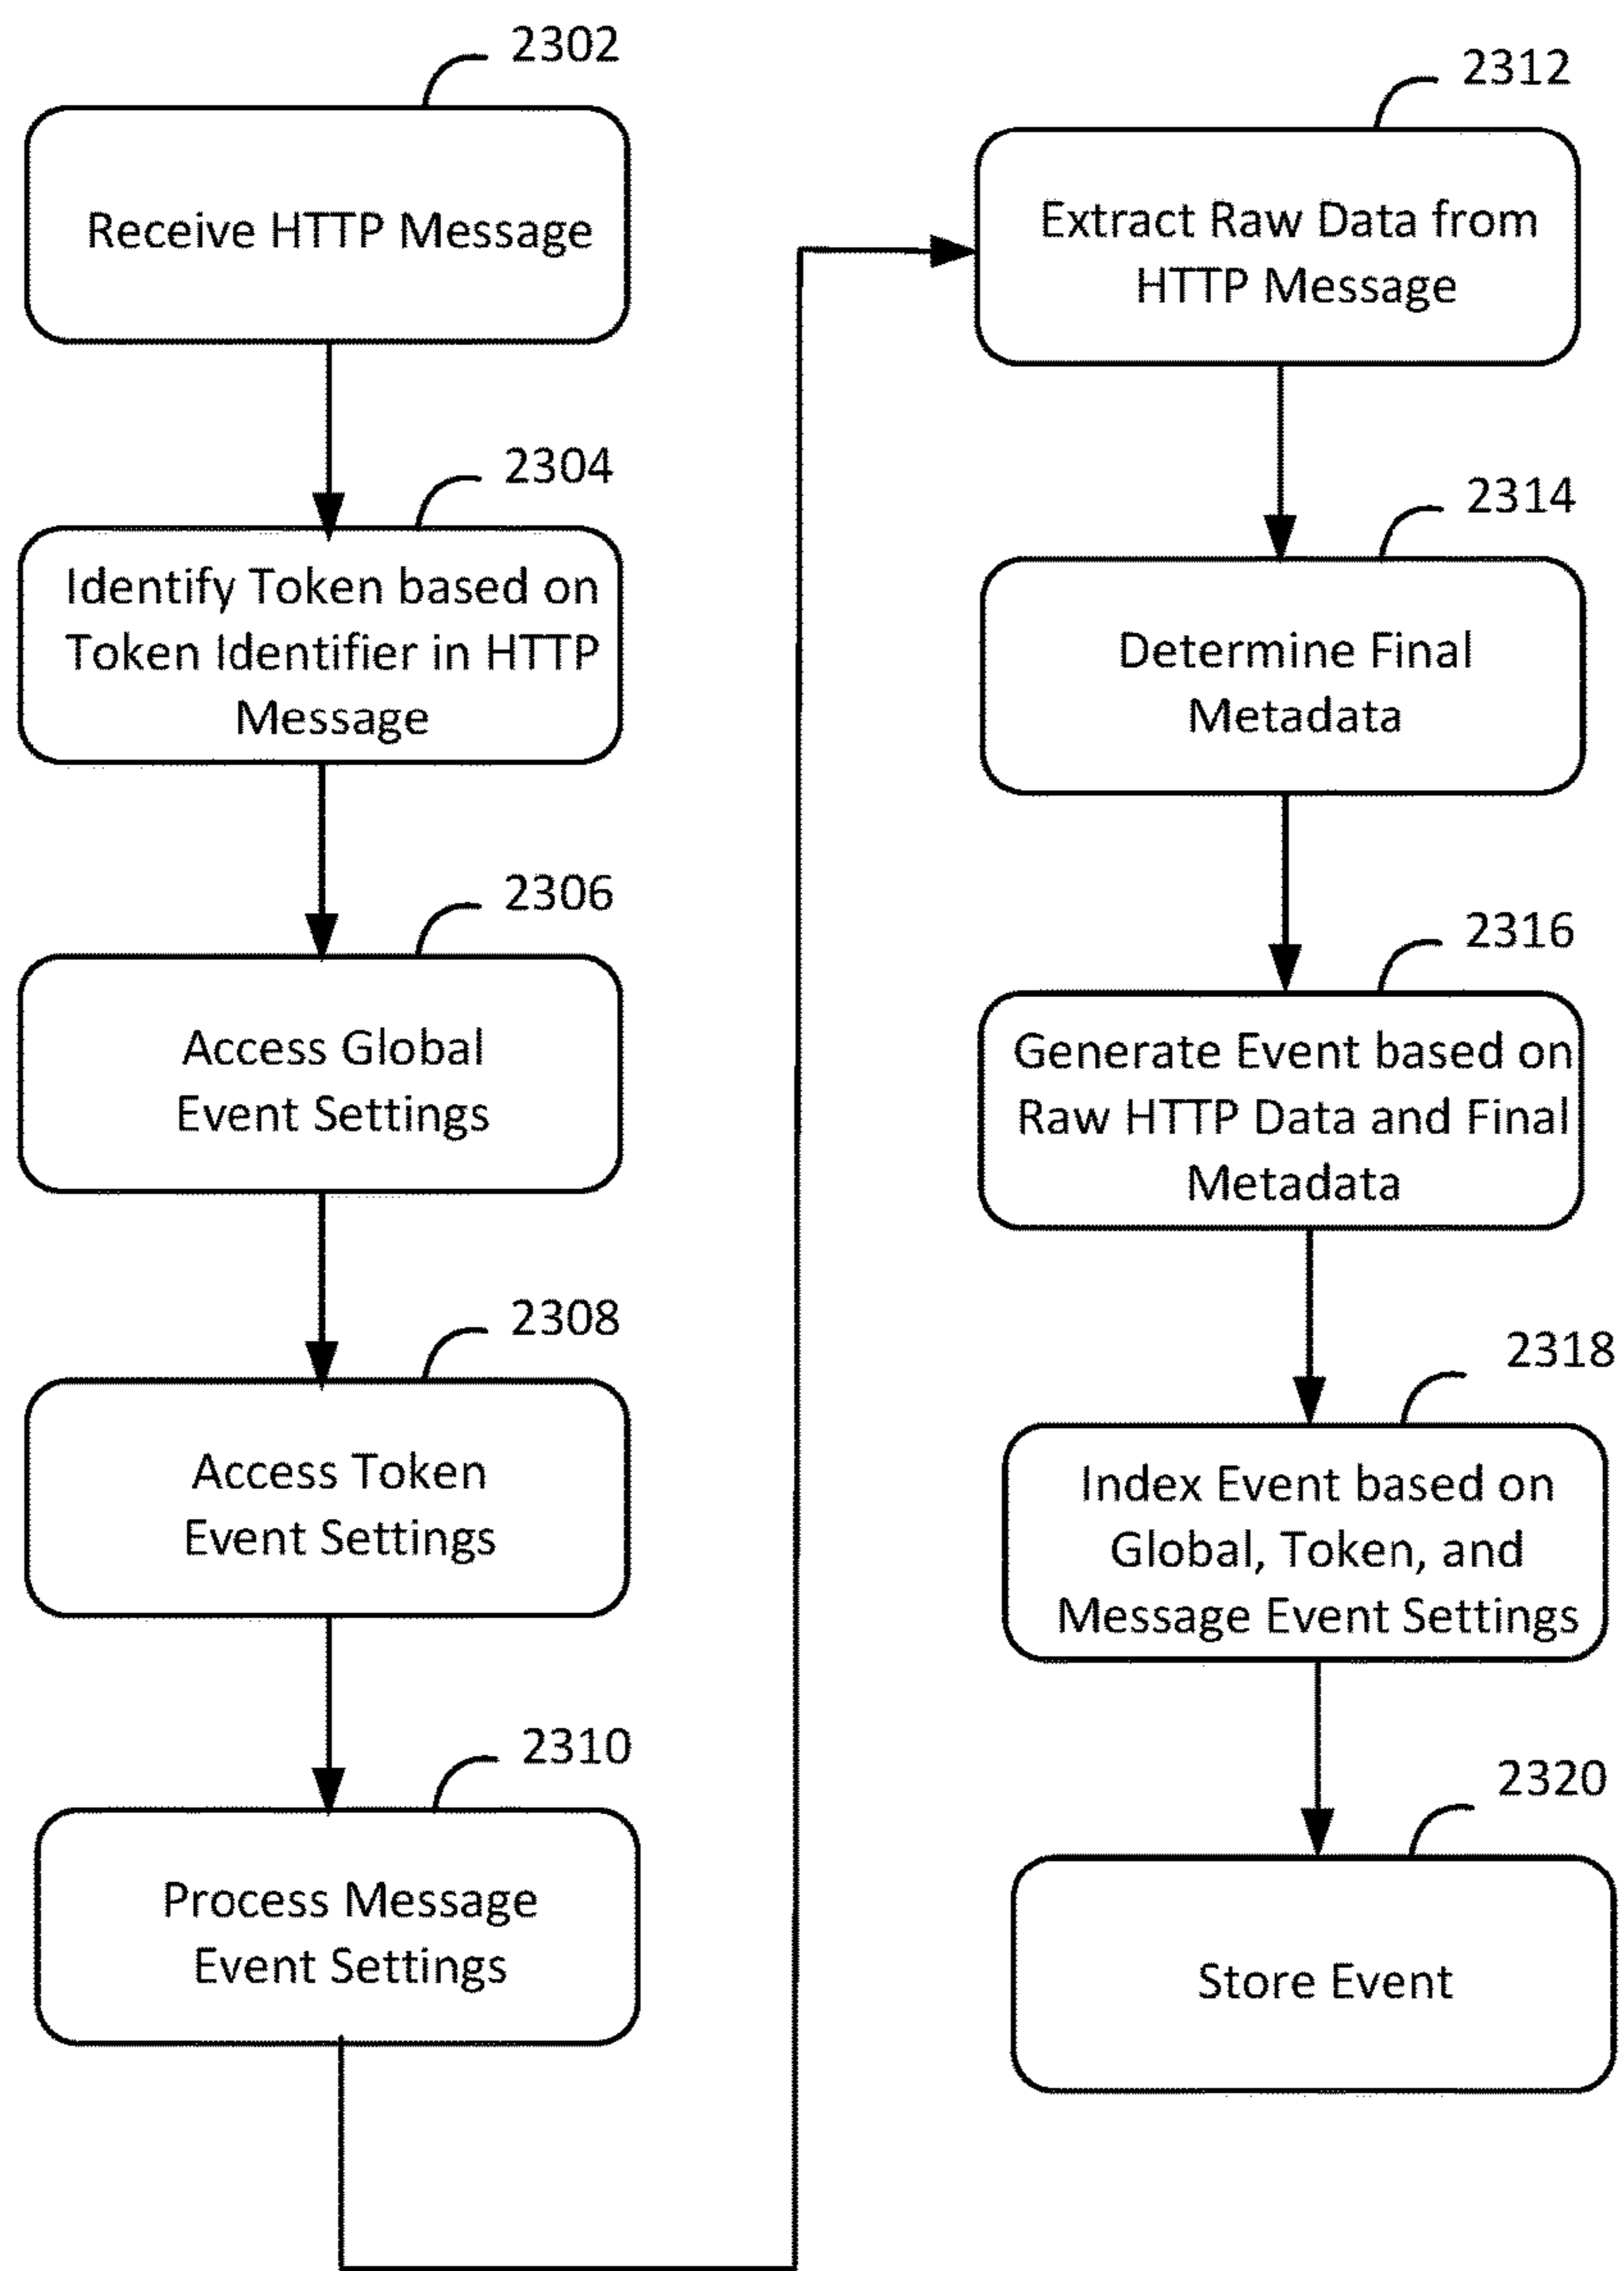 2302
Receive HTTP Message
2304
Identify Token based on
Token Identifier in HTTP
Message
2306
Access Global
Event Settings
2308
Access Token
Event Settings
2310
Process Message
Event Settings
2312
Extract Raw Data from
HTTP Message
2314
Determine Final
Metadata
2316
Generate Event based on
Raw HTTP Data and Final
Metadata
2318
Index Event based on
Global, Token, and
Message Event Settings
2320
Store Event